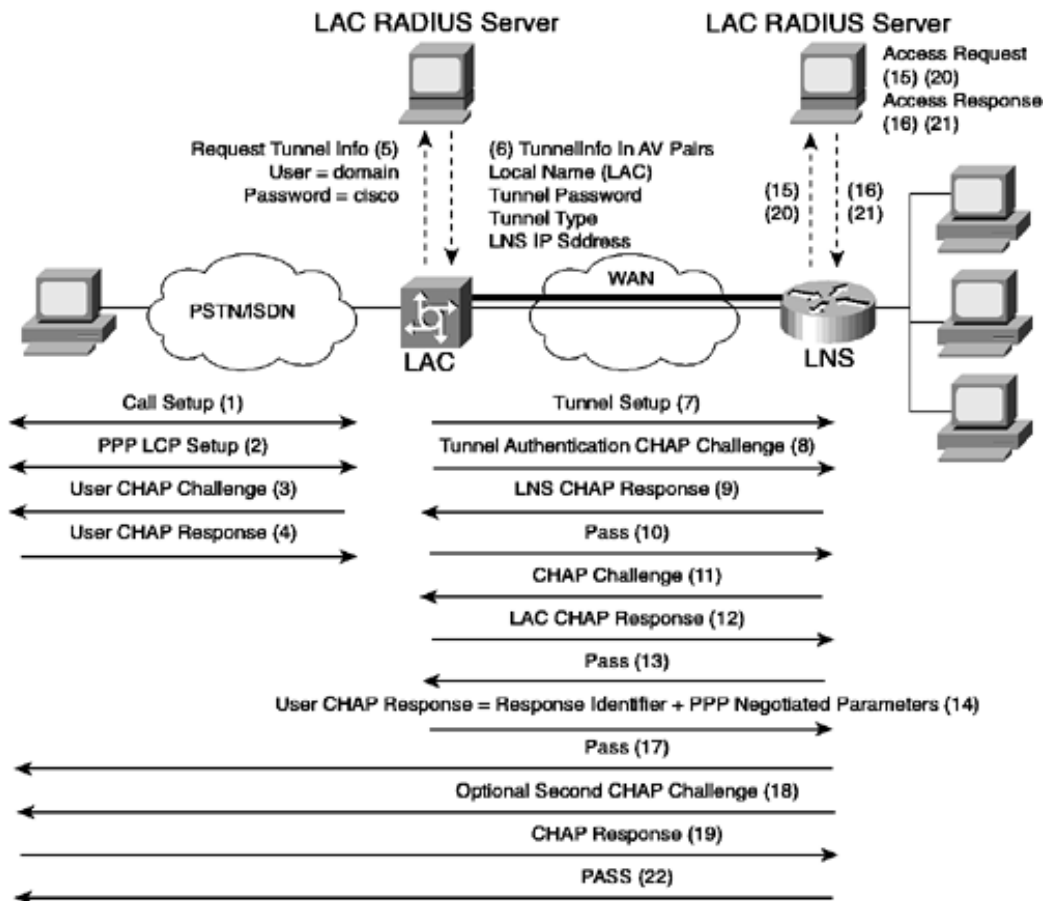 LAC RADIUS Server
LAC RADIUS Server
Access Request
(15) (20)
Access Response
(16) (21)
Request Tunnel Info (5)
User = domain
Password = cisco
(6) TunnelInfo In AV Pairs
Local Name (LAC)
Tunnel Password
Tunnel Type
LNS IP Sddress
(15)
(20)
(16)
(21)
PSTN/ISDN
LAC
WAN
LNS
Call Setup (1)
Tunnel Setup (7)
PPP LCP Setup (2)
Tunnel Authentication CHAP Challenge (8)
User CHAP Challenge (3)
LNS CHAP Response (9)
User CHAP Response (4)
Pass (10)
CHAP Challenge (11)
LAC CHAP Response (12)
Pass (13)
User CHAP Response = Response Identifier + PPP Negotiated Parameters (14)
Pass (17)
Optional Second CHAP Challenge (18)
CHAP Response (19)
PASS (22)